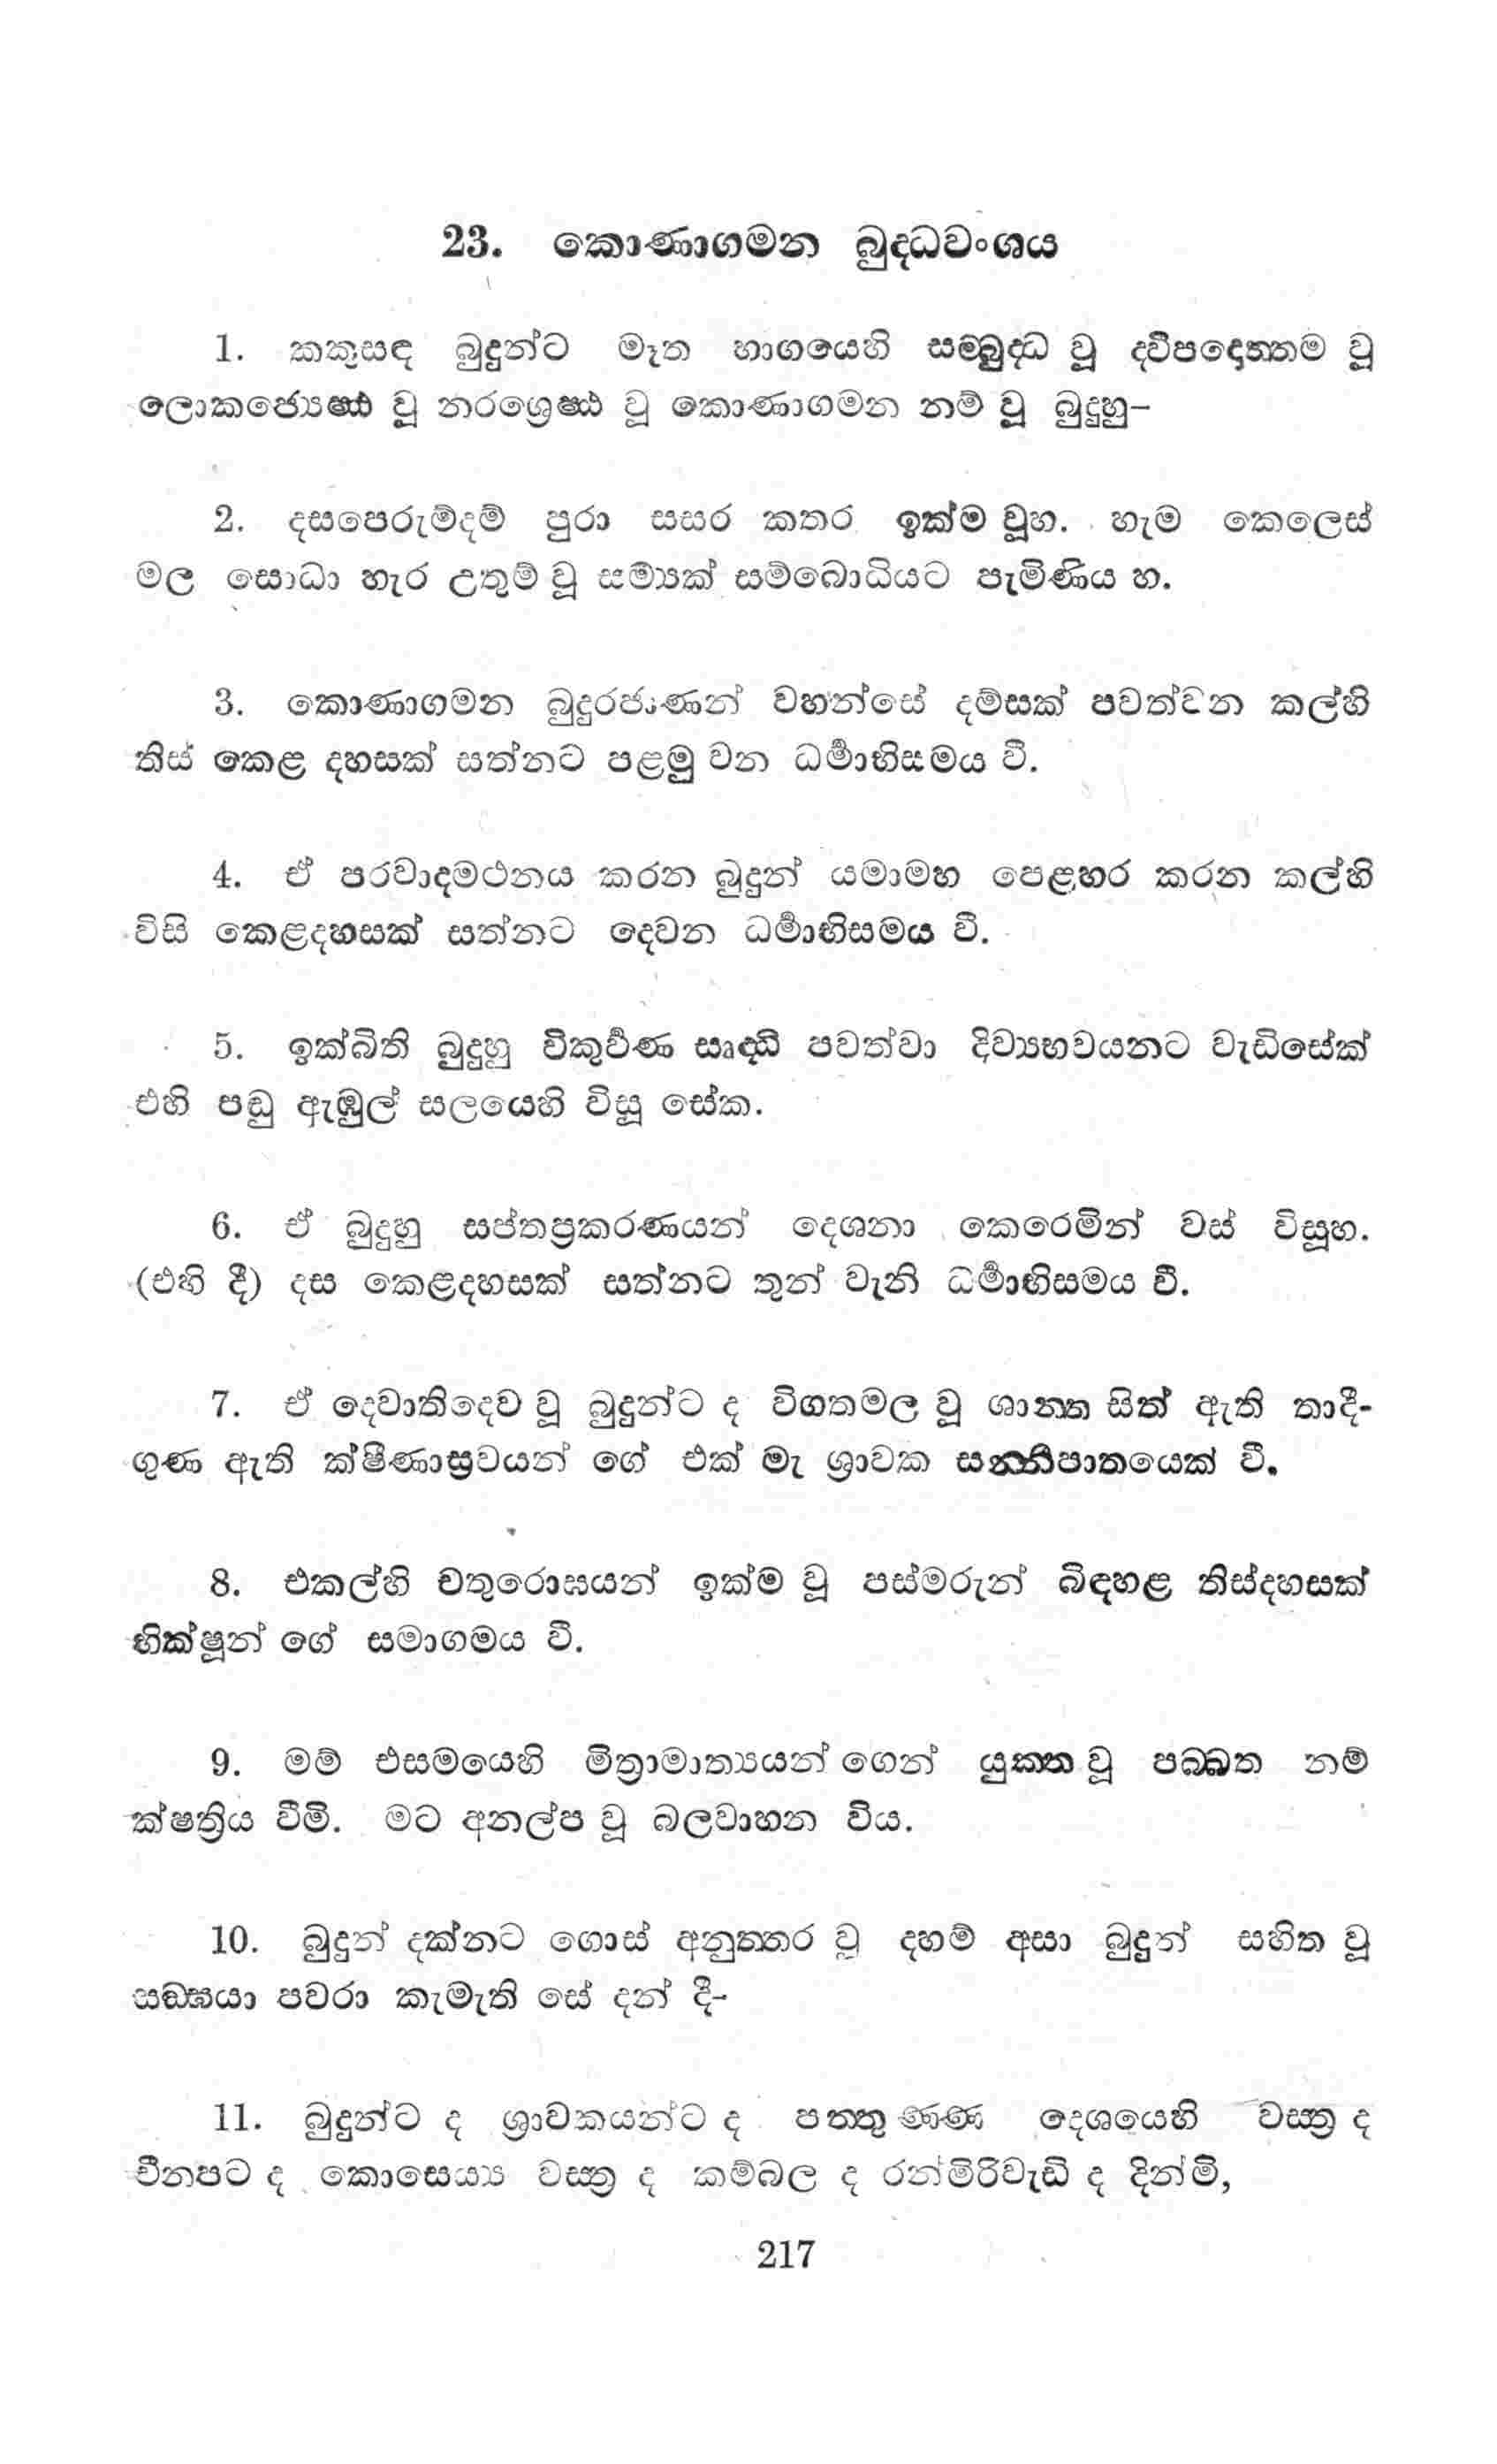 23. කොණාගමන බුද්ධවංශය
1. කකුසඳ බුදුන්ට මෑත භාගයෙහි සම්බුද්ධ වූ ද්විපදොත්තම වූ
ලොකජ්‍යෙෂ්ඨ වූ නරශ්‍රෙෂ්ඨ වූ කොණාගමන නම් වූ බුදුහු–
2. දසපෙරුම්දම් පුරා සසර කතර ඉක්ම වූහ. හැම කෙලෙස්
මල සොධා හැර උතුම් වූ සම්‍යක් සම්බොධියට පැමිණිය හ.
3. කොණාගමන බුදුරජාණන් වහන්සේ දම්සක් පවත්වන කල්හි
තිස් කෙළ දහසක් සත්නට පළමු වන ධර්‍මාභිසමය වී.
4. ඒ පරවාදමථනය කරන බුදුන් යමාමහ පෙළහර කරන කල්හි
විසි කෙළදහසක් සත්නට දෙවන ධර්‍මාභිසමය වී.
5. ඉක්බිති බුදුහු විකුර්‍වණ සෘද්ධි පවත්වා දිව්‍යභවයනට වැඩිසේක්
එහි පඬු ඇඹුල් සලයෙහි විසූ සේක.
6. ඒ බුදුහු සප්තප්‍රකරණයන් දෙශනා කෙරෙමින් වස් විසූහ.
(එහි දී) දස කෙළදහසක් සත්නට තුන් වැනි ධර්‍මාභිසමය වී.
7. ඒ දෙවාතිදෙව වූ බුදුන්ට ද විගතමල වූ ශාන්ත සිත් ඇති තාදී-
ගුණ ඇති ක්ෂීණාස්‍රවයන් ගේ එක් මැ ශ්‍රාවක සන්නිපාතයෙක් වී.
8. එකල්හි චතුරොඝයන් ඉක්ම වූ පස්මරුන් බිඳහළ තිස්දහසක්
භික්ෂූන් ගේ සමාගමය වී.
9. මම් එසමයෙහි මිත්‍රාමාත්‍යයන් ගෙන් යුක්ත වූ පබ්බත නම්
ක්ෂත්‍රිය වීමි. මට අනල්ප වූ බලවාහන විය.
10. බුදුන් දක්නට ගොස් අනුත්තර වූ දහම් අසා බුදුන් සහිත වූ
සඞ්ඝයා පවරා කැමැති සේ දන් දී-
11. බුදුන්ට ද ශ්‍රාවකයන්ට ද පත්තුණ්ණ දෙශයෙහි වස්ත්‍ර ද
චීනපට ද කොසෙය්‍ය වස්ත්‍ර ද කම්බල ද රන්මිරිවැඩි ද දින්මි,
217